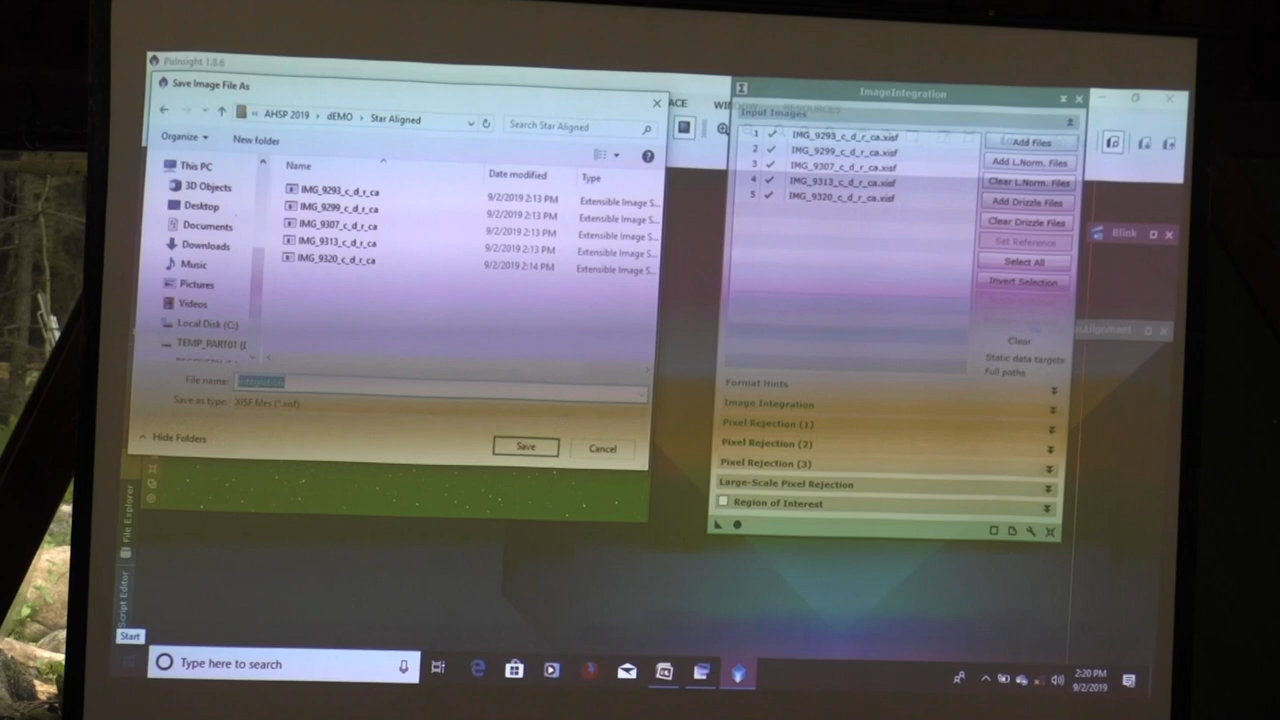 PixInsight 1.8.6
Save Image File As
AHSP 2019 › dEMO › Star Aligned
Search Star Aligned
Organize
New folder
Name
Date modified
Type
This PC
3D Objects
Desktop
Documents
Downloads
Music
Pictures
Videos
Local Disk (C:)
TEMP_PART01 (
IMG_9293_c_d_r_ca 9/2/2019 2:13 PM Extensible Image S...
IMG_9299_c_d_r_ca 9/2/2019 2:13 PM Extensible Image S...
IMG_9307_c_d_r_ca 9/2/2019 2:13 PM Extensible Image S...
IMG_9313_c_d_r_ca 9/2/2019 2:13 PM Extensible Image S...
IMG_9320_c_d_r_ca 9/2/2019 2:14 PM Extensible Image S...
File name: integration
Save as type: XISF files (*.xisf)
Hide Folders
Save
Cancel
ACE
RESOURCES
ImageIntegration
Input Images
1 IMG_9293_c_d_r_ca.xisf
2 IMG_9299_c_d_r_ca.xisf
3 IMG_9307_c_d_r_ca.xisf
4 IMG_9313_c_d_r_ca.xisf
5 IMG_9320_c_d_r_ca.xisf
Add Files
Add L.Norm. Files
Clear L.Norm. Files
Add Drizzle Files
Clear Drizzle Files
Set Reference
Select All
Invert Selection
Clear
Static data targets
Full paths
Format Hints
Image Integration
Pixel Rejection (1)
Pixel Rejection (2)
Pixel Rejection (3)
Large-Scale Pixel Rejection
Region of Interest
Blink
File Explorer
Script Editor
Start
Type here to search
2:20 PM
9/2/2019